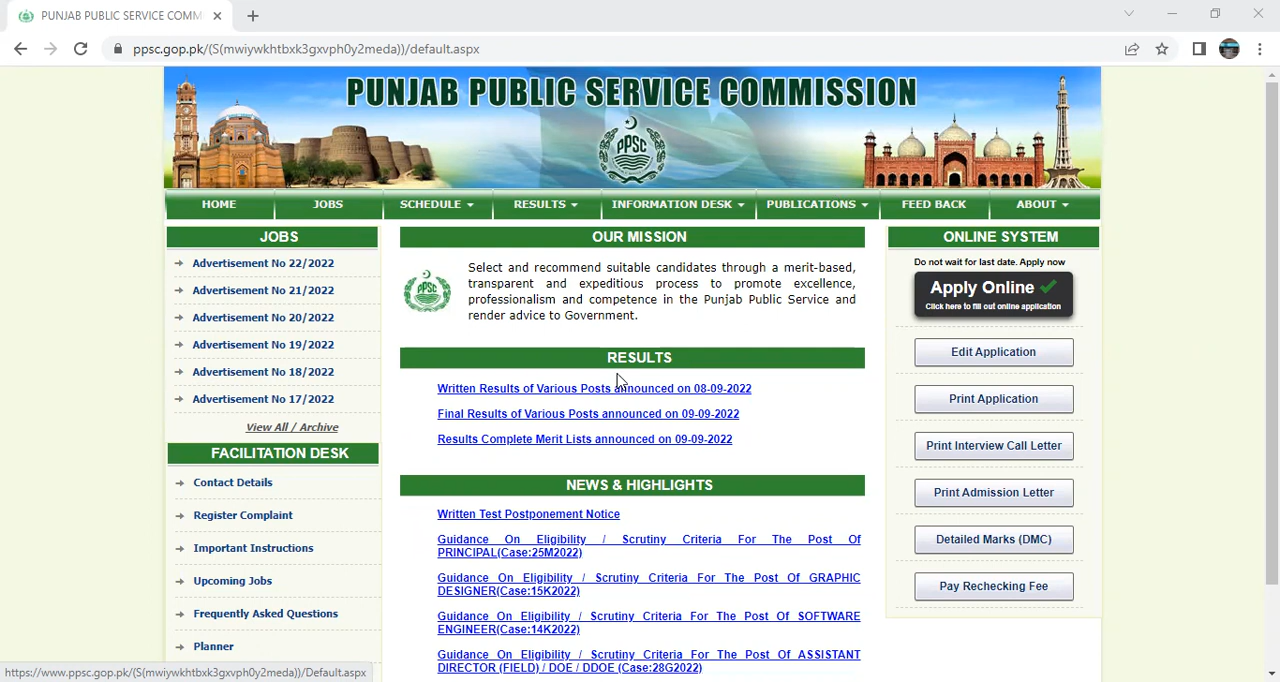 PUNJAB PUBLIC SERVICE COMM
ppsc.gop.pk/(S(mwiywkhtbxk3gxvph0y2meda))/default.aspx
PUNJAB PUBLIC SERVICE COMMISSION
PPSC
HOME
JOBS
SCHEDULE
RESULTS
INFORMATION DESK
PUBLICATIONS
FEED BACK
ABOUT
JOBS
Advertisement No 22/2022
Advertisement No 21/2022
Advertisement No 20/2022
Advertisement No 19/2022
Advertisement No 18/2022
Advertisement No 17/2022
View All / Archive
FACILITATION DESK
Contact Details
Register Complaint
Important Instructions
Upcoming Jobs
Frequently Asked Questions
Planner
OUR MISSION
PPSC
Select and recommend suitable candidates through a merit-based,
transparent and expeditious process to promote excellence,
professionalism and competence in the Punjab Public Service and
render advice to Government.
RESULTS
Written Results of Various Posts announced on 08-09-2022
Final Results of Various Posts announced on 09-09-2022
Results Complete Merit Lists announced on 09-09-2022
NEWS & HIGHLIGHTS
Written Test Postponement Notice
Guidance On Eligibility / Scrutiny Criteria For The Post Of
PRINCIPAL(Case:25M2022)
Guidance On Eligibility / Scrutiny Criteria For The Post Of GRAPHIC
DESIGNER(Case:15K2022)
Guidance On Eligibility / Scrutiny Criteria For The Post Of SOFTWARE
ENGINEER(Case:14K2022)
Guidance On Eligibility / Scrutiny Criteria For The Post Of ASSISTANT
DIRECTOR (FIELD) / DOE / DDOE (Case:28G2022)
ONLINE SYSTEM
Do not wait for last date. Apply now
Apply Online
Click here to fill out online application
Edit Application
Print Application
Print Interview Call Letter
Print Admission Letter
Detailed Marks (DMC)
Pay Rechecking Fee
https://www.ppsc.gop.pk/(S(mwiywkhtbxk3gxvph0y2meda))/Default.aspx